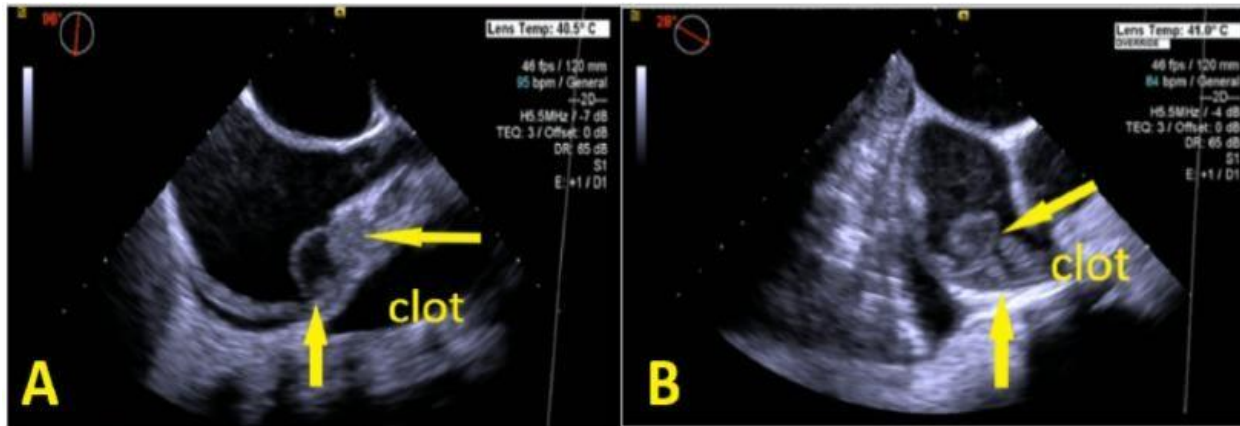 96°
Lens Temp: 40.5° C
46 fps / 120 mm
95 bpm / General
---2D---
H5.5MHz / -7 dB
TEQ: 3 / Offset: 0 dB
DR: 65 dB
S1
E: +1 / D1
clot
A
28°
Lens Temp: 41.0° C
OVERRIDE
46 fps / 120 mm
84 bpm / General
---2D---
H5.5MHz / -4 dB
TEQ: 3 / Offset: 0 dB
DR: 65 dB
S1
E: +1 / D1
clot
B